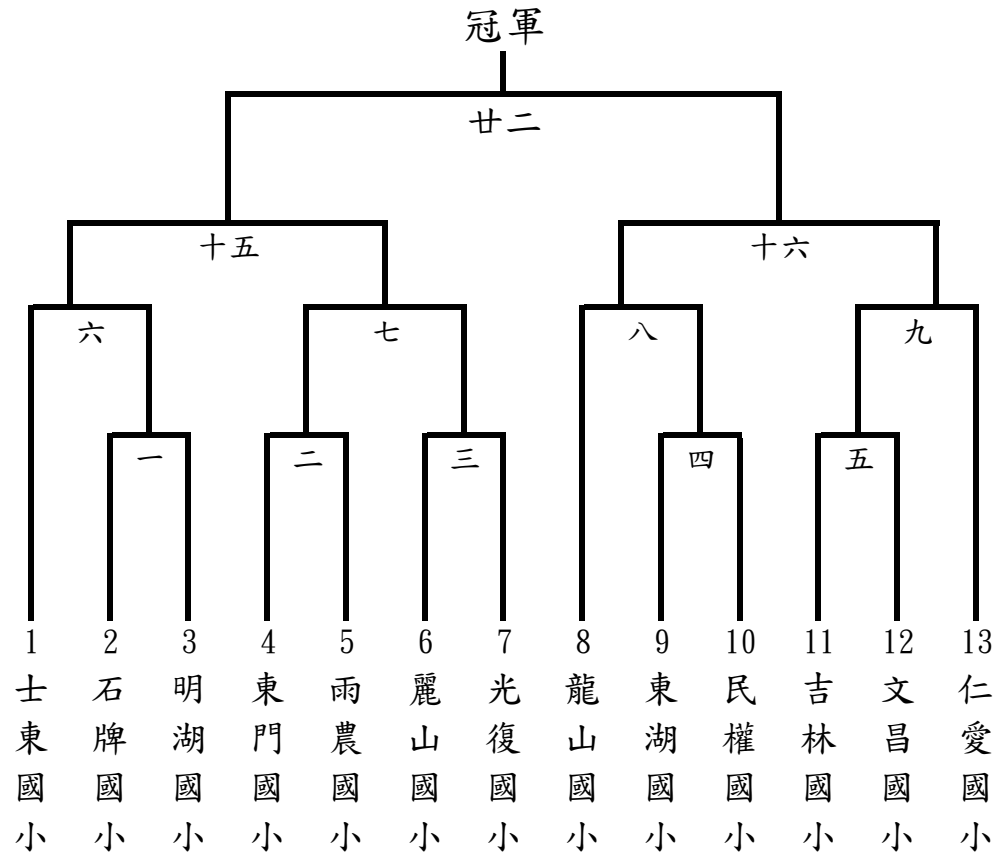 冠軍
廿二
十五
十六
六
七
八
九
一
二
三
四
五
1 士東國小
2 石牌國小
3 明湖國小
4 東門國小
5 雨農國小
6 麗山國小
7 光復國小
8 龍山國小
9 東湖國小
10 民權國小
11 吉林國小
12 文昌國小
13 仁愛國小